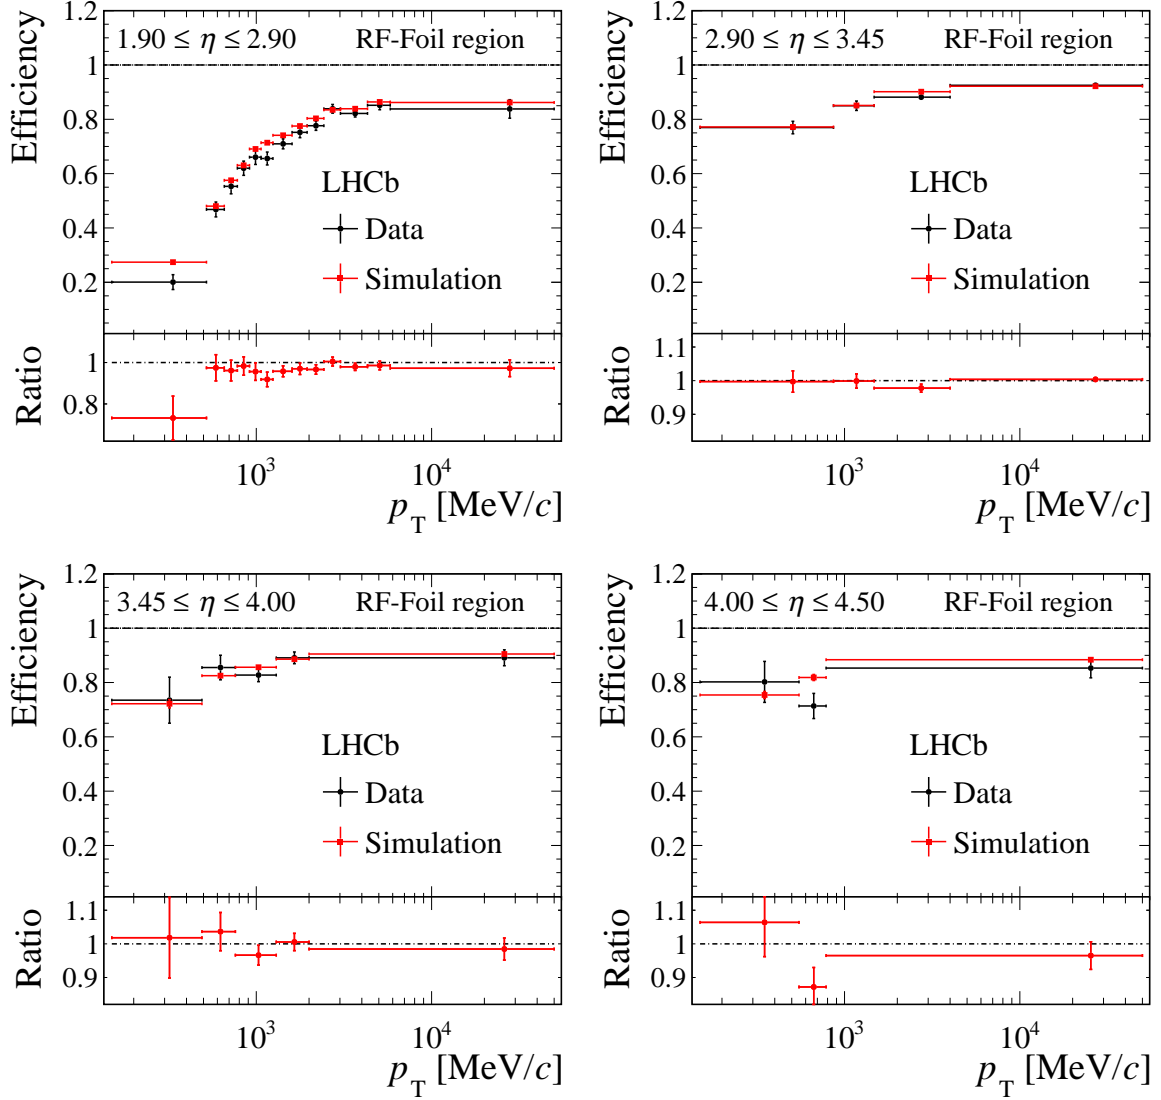 1.2
1.90 ≤ η ≤ 2.90 RF-Foil region
1
0.8
0.6
0.4
0.2
Efficiency
LHCb
Data
Simulation
1
0.8
Ratio
10³ 10⁴
p_T [MeV/c]
1.2
2.90 ≤ η ≤ 3.45 RF-Foil region
1
0.8
0.6
0.4
0.2
Efficiency
LHCb
Data
Simulation
1.1
1.0
0.9
Ratio
10³ 10⁴
p_T [MeV/c]
1.2
3.45 ≤ η ≤ 4.00 RF-Foil region
1
0.8
0.6
0.4
0.2
Efficiency
LHCb
Data
Simulation
1.1
1
0.9
Ratio
10³ 10⁴
p_T [MeV/c]
1.2
4.00 ≤ η ≤ 4.50 RF-Foil region
1
0.8
0.6
0.4
0.2
Efficiency
LHCb
Data
Simulation
1.1
1
0.9
Ratio
10³ 10⁴
p_T [MeV/c]